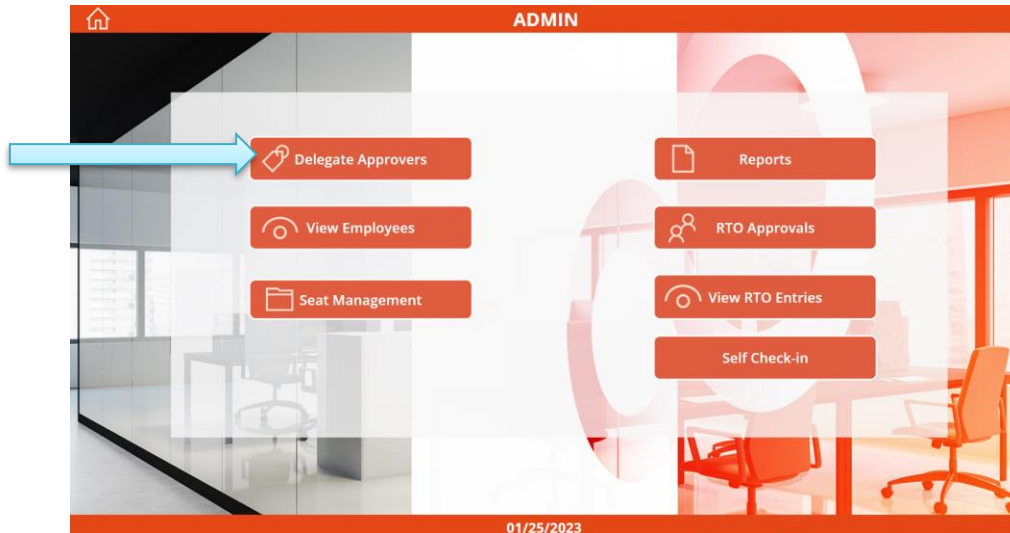 ADMIN
Delegate Approvers
View Employees
Seat Management
Reports
RTO Approvals
View RTO Entries
Self Check-in
01/25/2023